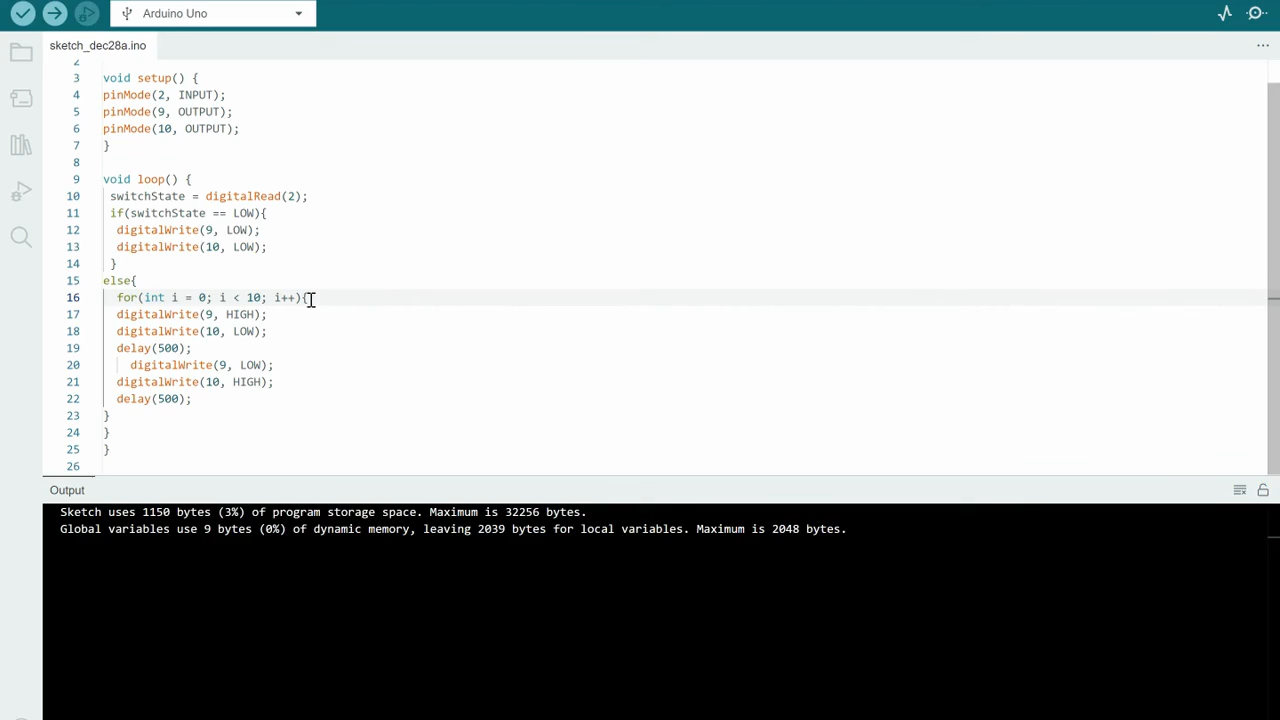 Arduino Uno
sketch_dec28a.ino
2
3 void setup() {
4 pinMode(2, INPUT);
5 pinMode(9, OUTPUT);
6 pinMode(10, OUTPUT);
7 }
8
9 void loop() {
10 switchState = digitalRead(2);
11 if(switchState == LOW){
12 digitalWrite(9, LOW);
13 digitalWrite(10, LOW);
14 }
15 else{
16 for(int i = 0; i < 10; i++){
17 digitalWrite(9, HIGH);
18 digitalWrite(10, LOW);
19 delay(500);
20 digitalWrite(9, LOW);
21 digitalWrite(10, HIGH);
22 delay(500);
23 }
24 }
25 }
26
Output
Sketch uses 1150 bytes (3%) of program storage space. Maximum is 32256 bytes.
Global variables use 9 bytes (0%) of dynamic memory, leaving 2039 bytes for local variables. Maximum is 2048 bytes.